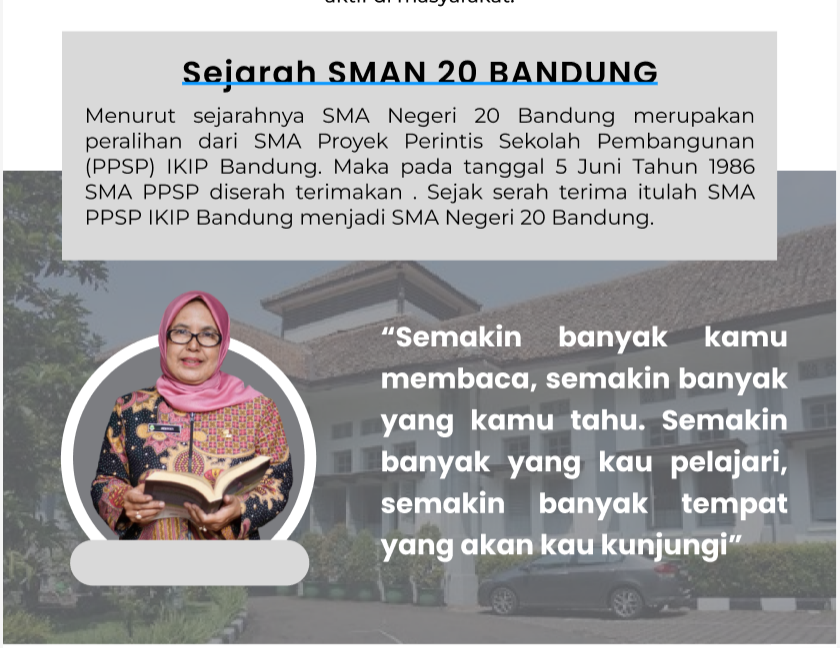 aktif di masyarakat.
Sejarah SMAN 20 BANDUNG
Menurut sejarahnya SMA Negeri 20 Bandung merupakan
peralihan dari SMA Proyek Perintis Sekolah Pembangunan
(PPSP) IKIP Bandung. Maka pada tanggal 5 Juni Tahun 1986
SMA PPSP diserah terimakan . Sejak serah terima itulah SMA
PPSP IKIP Bandung menjadi SMA Negeri 20 Bandung.
“Semakin banyak kamu
membaca, semakin banyak
yang kamu tahu. Semakin
banyak yang kau pelajari,
semakin banyak tempat
yang akan kau kunjungi”